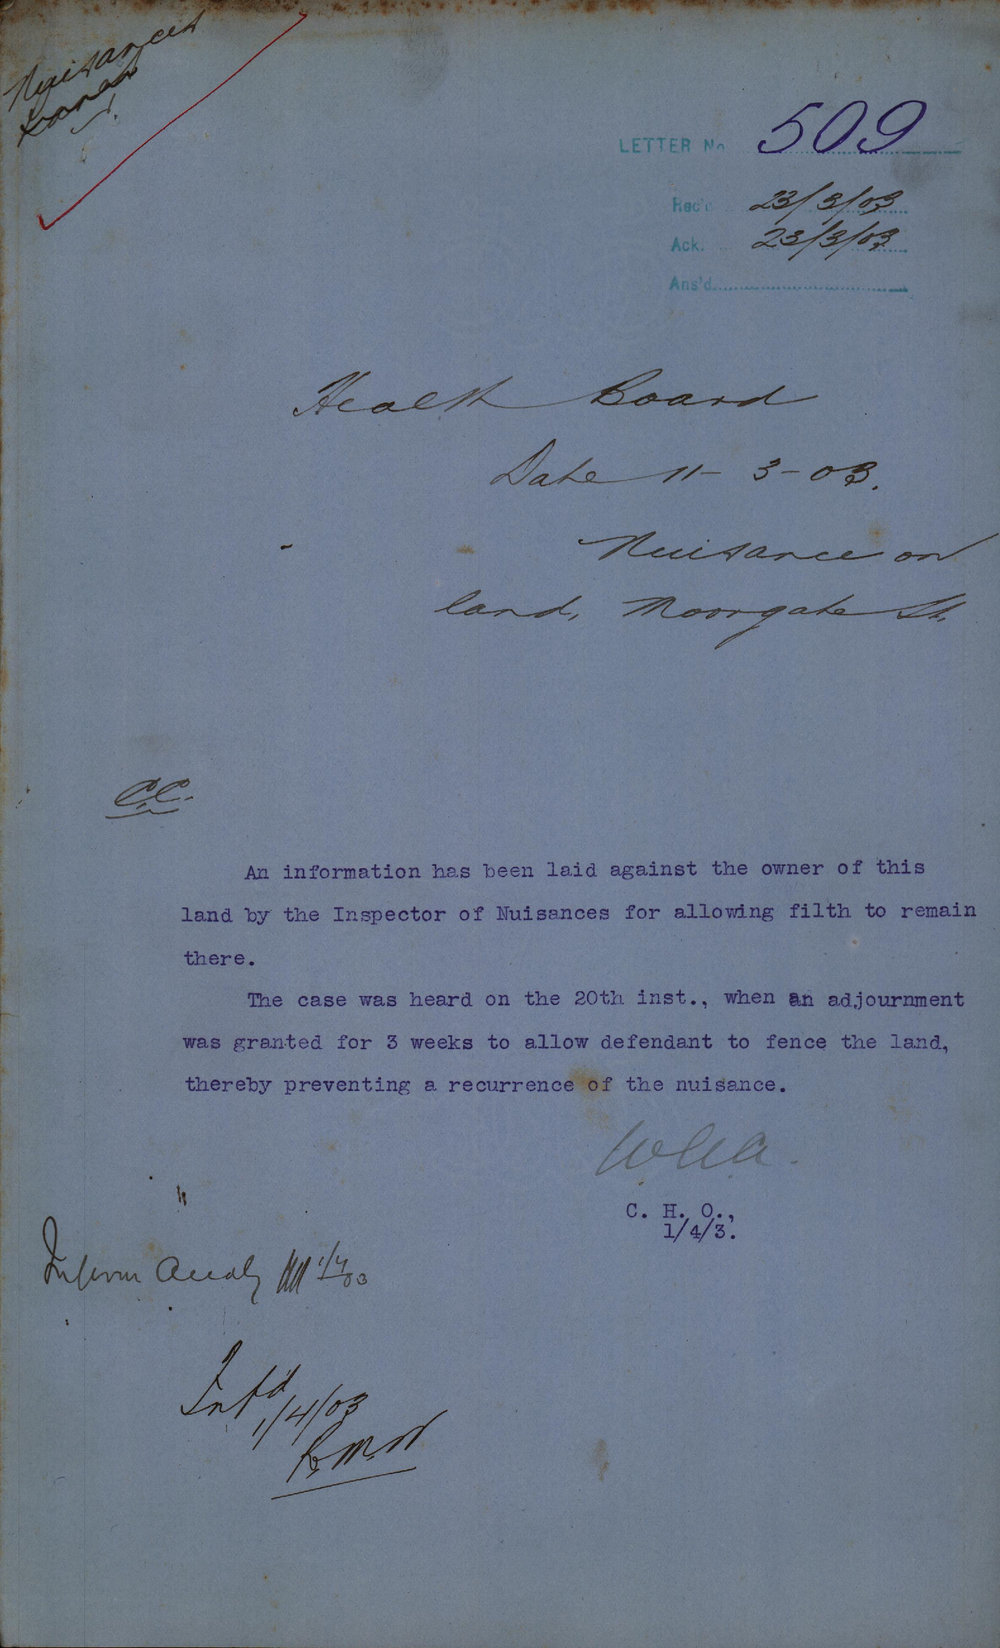 Nuisances
LETTER No 509
Rec'd 23/3/03
Ack. 23/3/03
Ans'd
Health Board
Date 11-3-03.
Nuisance on
land, Moorgate St.
C.C.
An information has been laid against the owner of this
land by the Inspector of Nuisances for allowing filth to remain
there.
The case was heard on the 20th inst., when an adjournment
was granted for 3 weeks to allow defendant to fence the land,
thereby preventing a recurrence of the nuisance.
C. H. O.,
1/4/3.
Inform 1/4/03
Inf'd
1/4/03